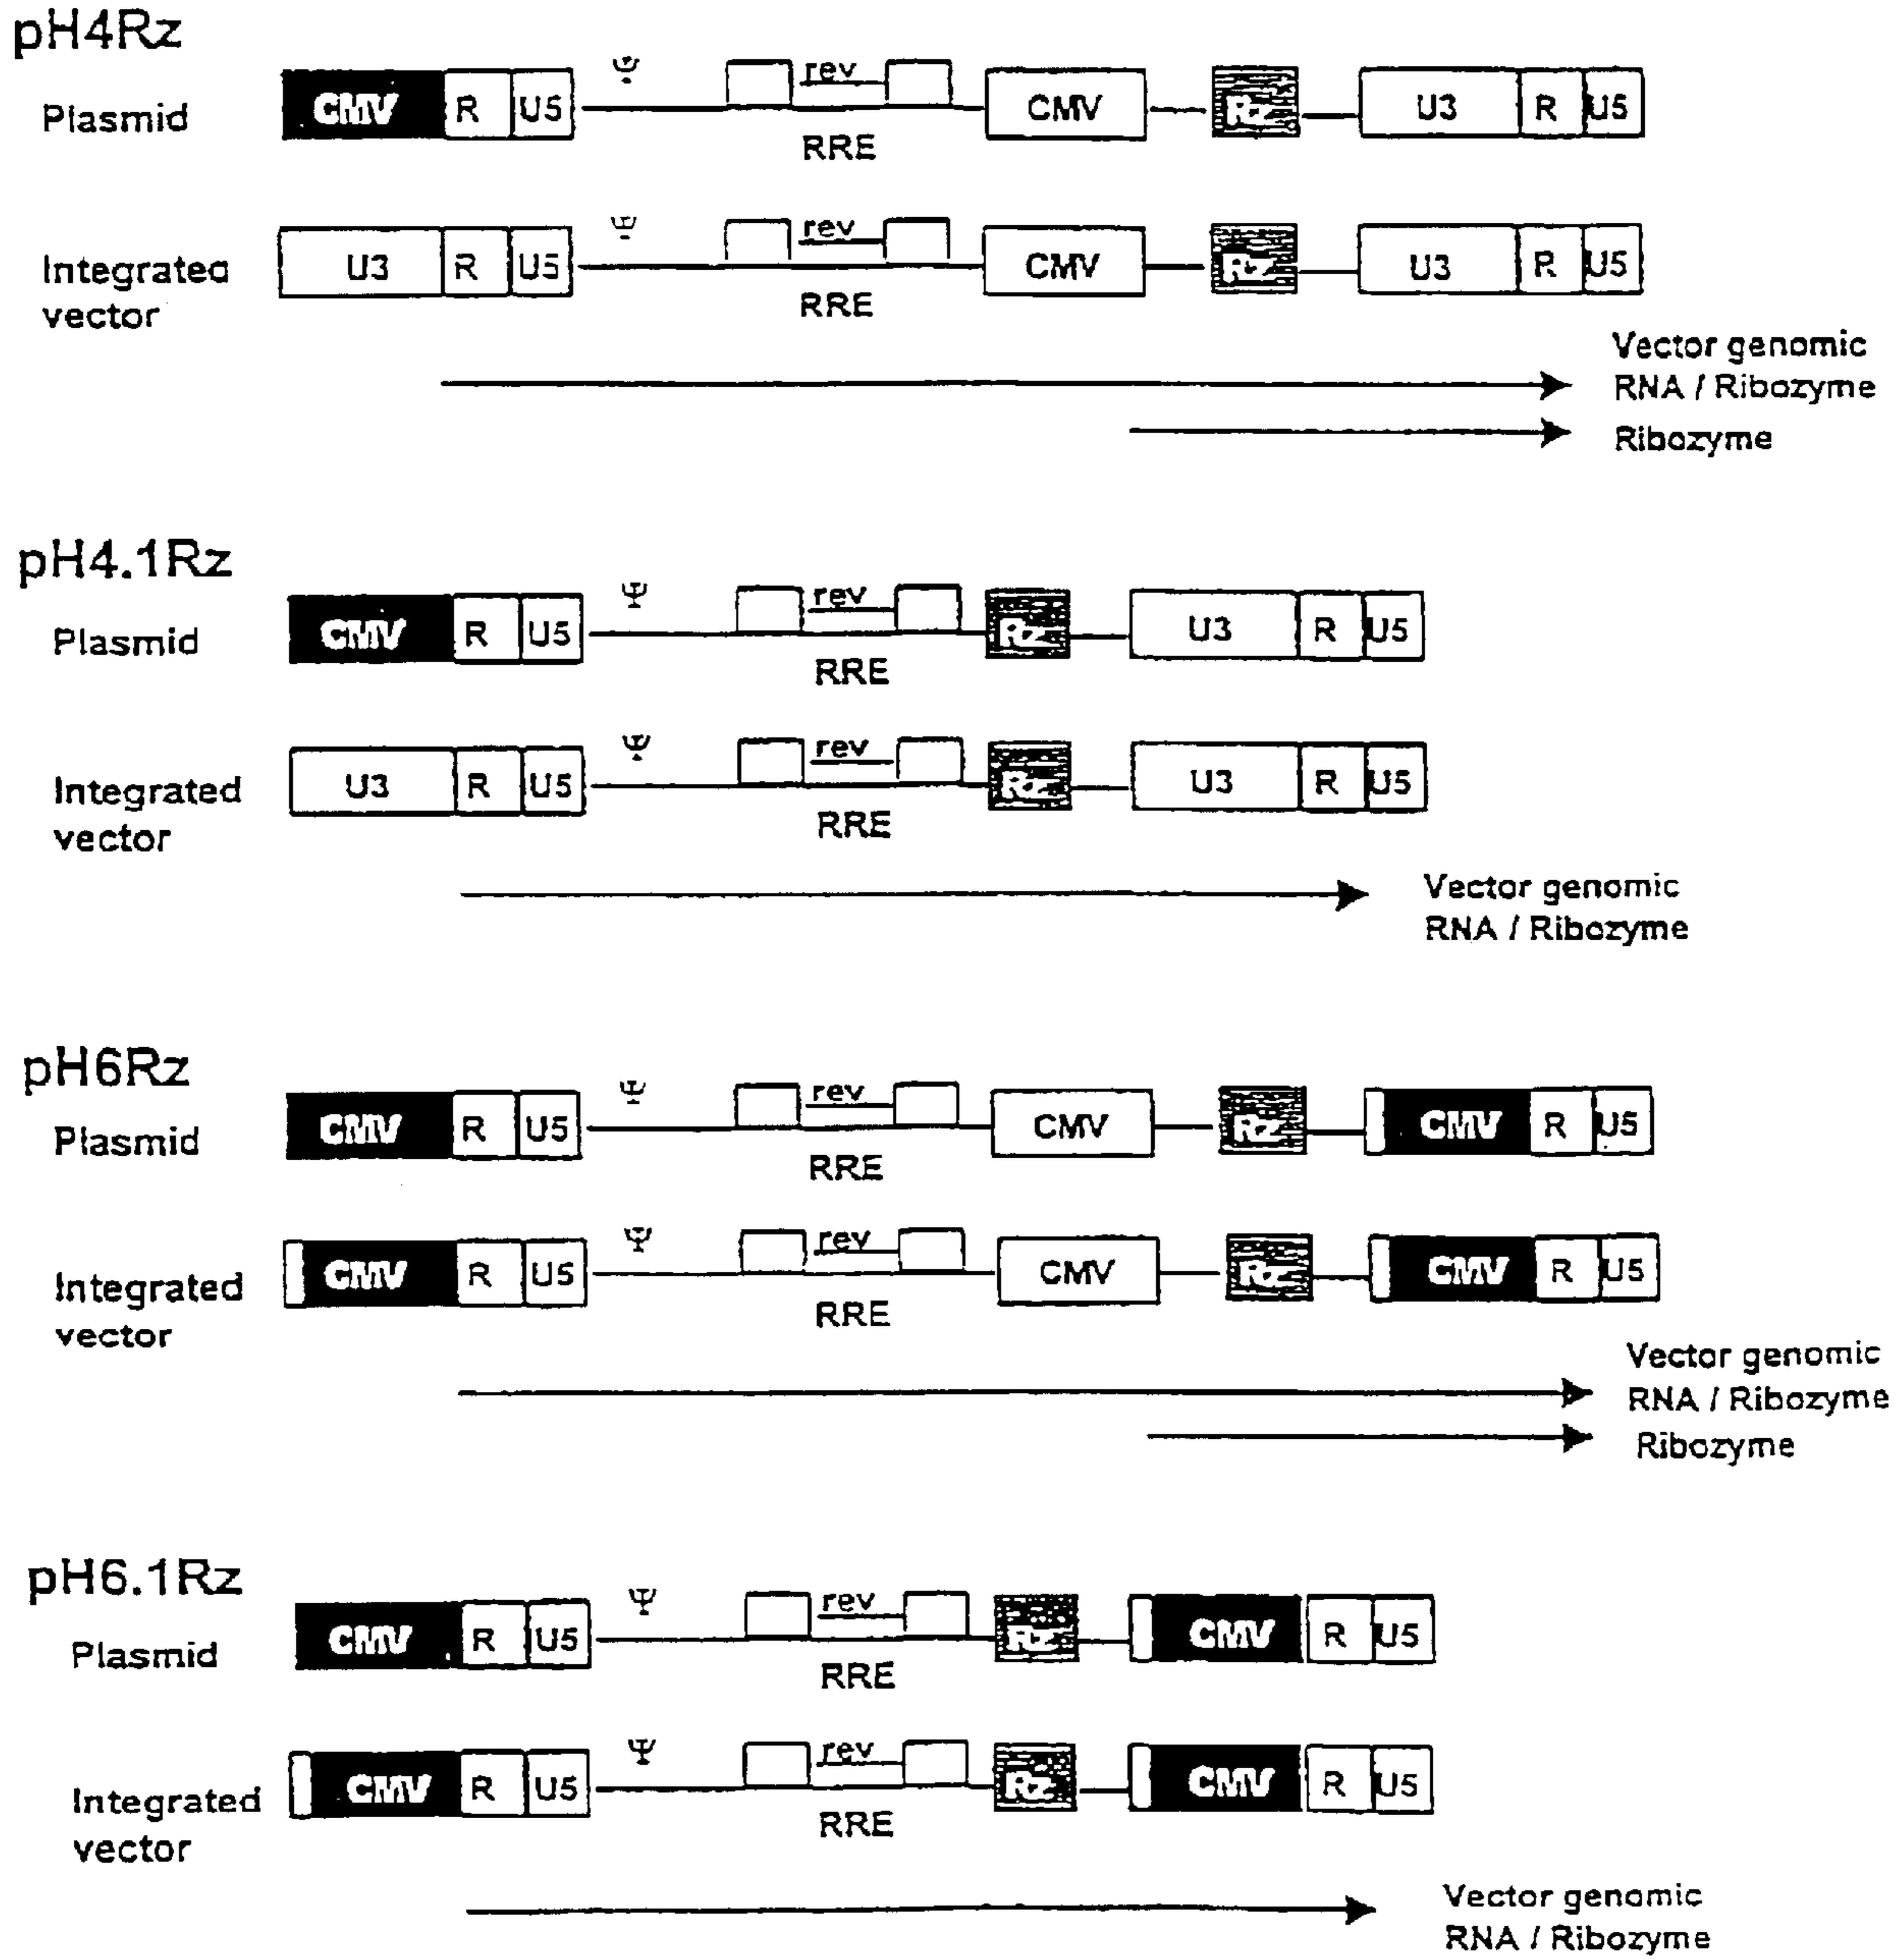 pH4Rz
Plasmid
CMV R U5 Ψ rev RRE CMV Rz U3 R U5
Integrated
vector
U3 R U5 Ψ rev RRE CMV Rz U3 R U5
Vector genomic
RNA / Ribozyme
Ribozyme
pH4.1Rz
Plasmid
CMV R U5 Ψ rev RRE Rz U3 R U5
Integrated
vector
U3 R U5 Ψ rev RRE Rz U3 R U5
Vector genomic
RNA / Ribozyme
pH6Rz
Plasmid
CMV R U5 Ψ rev RRE CMV Rz CMV R U5
Integrated
vector
CMV R U5 Ψ rev RRE CMV Rz CMV R U5
Vector genomic
RNA / Ribozyme
Ribozyme
pH6.1Rz
Plasmid
CMV R U5 Ψ rev RRE Rz CMV R U5
Integrated
vector
CMV R U5 Ψ rev RRE Rz CMV R U5
Vector genomic
RNA / Ribozyme